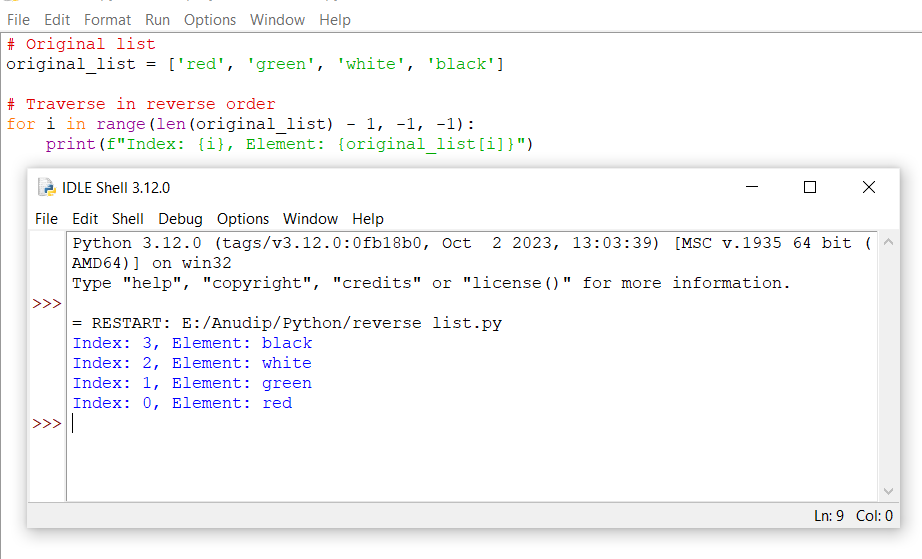 File Edit Format Run Options Window Help
# Original list
original_list = ['red', 'green', 'white', 'black']
# Traverse in reverse order
for i in range(len(original_list) - 1, -1, -1):
    print(f"Index: {i}, Element: {original_list[i]}")
IDLE Shell 3.12.0
File Edit Shell Debug Options Window Help
Python 3.12.0 (tags/v3.12.0:0fb18b0, Oct  2 2023, 13:03:39) [MSC v.1935 64 bit (
AMD64)] on win32
Type "help", "copyright", "credits" or "license()" for more information.
>>>
= RESTART: E:/Anudip/Python/reverse list.py
Index: 3, Element: black
Index: 2, Element: white
Index: 1, Element: green
Index: 0, Element: red
>>>
Ln: 9 Col: 0